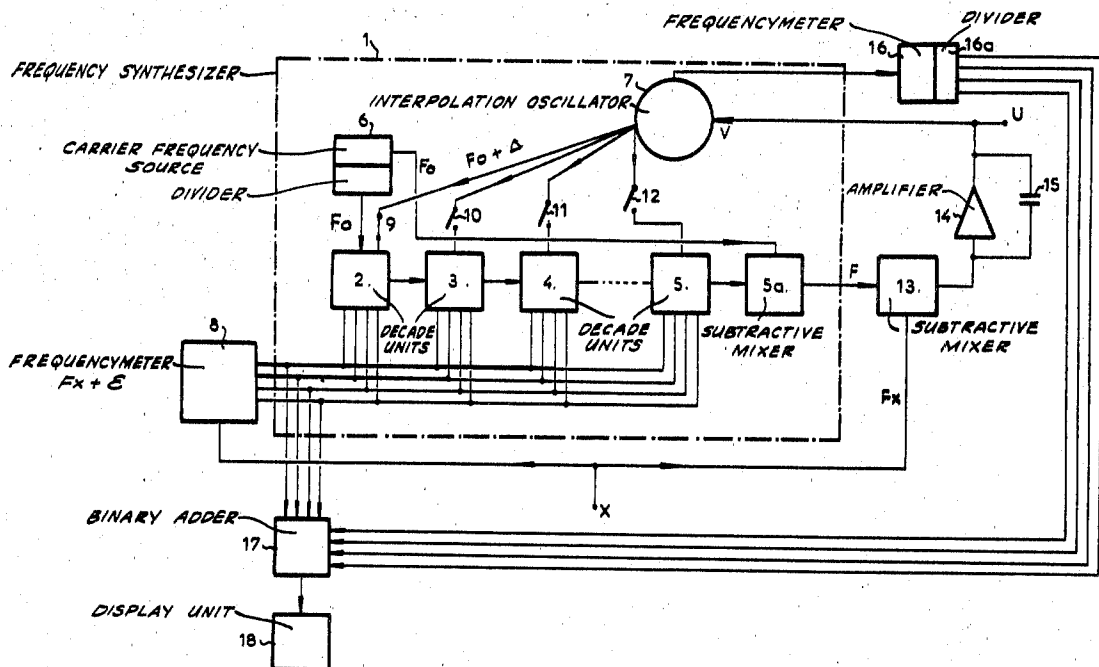 FREQUENCYMETER
DIVIDER
1
16
16a
FREQUENCY SYNTHESIZER
7
INTERPOLATION OSCILLATOR
V
U
6
CARRIER FREQUENCY
SOURCE
Fo
Fo + Δ
DIVIDER
AMPLIFIER
15
14
Fo
9
10
11
12
2.
3.
4.
5.
5a.
F
13.
DECADE
UNITS
DECADE
UNITS
SUBTRACTIVE
MIXER
SUBTRACTIVE
MIXER
8
FREQUENCYMETER
Fx + Ɛ
Fx
X
BINARY ADDER
17
DISPLAY UNIT
18